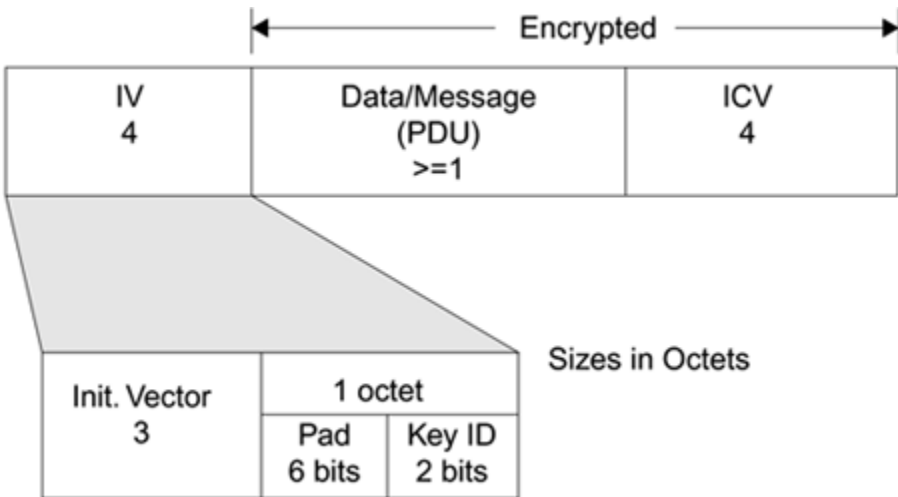 Encrypted
IV
4
Data/Message
(PDU)
>=1
ICV
4
Sizes in Octets
Init. Vector
3
1 octet
Pad
6 bits
Key ID
2 bits